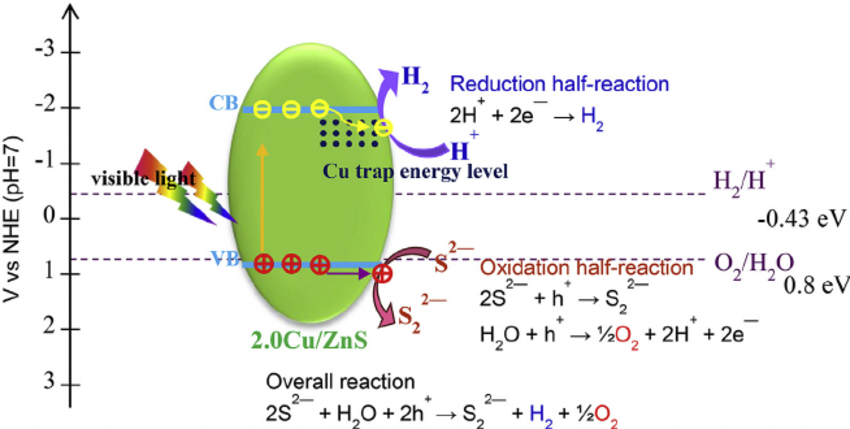 V vs NHE (pH=7)
-3
-2
-1
0
1
2
3
CB
VB
visible light
H₂
H⁺
Cu trap energy level
Reduction half-reaction
2H⁺ + 2e⁻ → H₂
H₂/H⁺
-0.43 eV
O₂/H₂O
0.8 eV
S²⁻
S₂²⁻
Oxidation half-reaction
2S²⁻ + h⁺ → S₂²⁻
H₂O + h⁺ → ½O₂ + 2H⁺ + 2e⁻
2.0Cu/ZnS
Overall reaction
2S²⁻ + H₂O + 2h⁺ → S₂²⁻ + H₂ + ½O₂